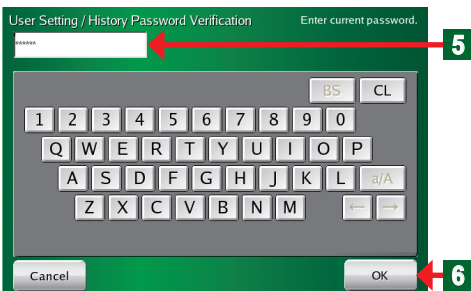 User Setting / History Password Verification Enter current password.
****** 5
BS CL
1 2 3 4 5 6 7 8 9 0
Q W E R T Y U I O P
A S D F G H J K L a/A
Z X C V B N M ← →
Cancel OK 6